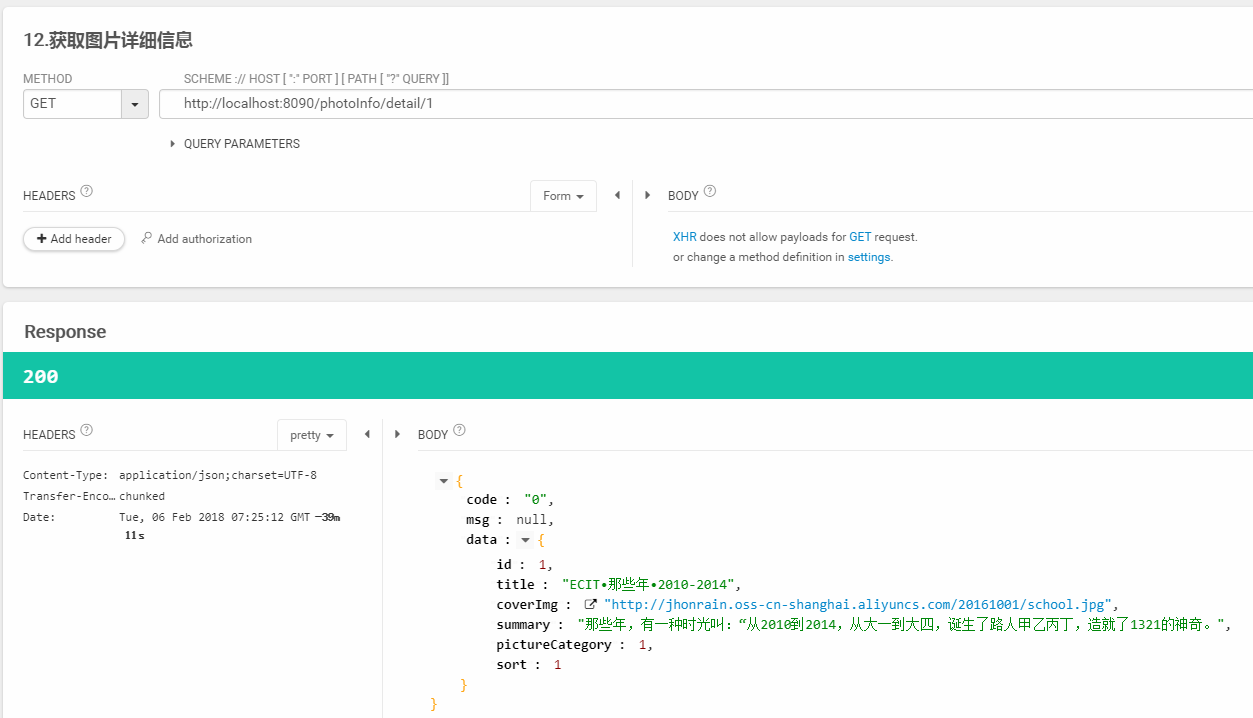 12.获取图片详细信息
METHOD SCHEME :// HOST [ ":" PORT ] [ PATH [ "?" QUERY ]]
GET http://localhost:8090/photoInfo/detail/1
QUERY PARAMETERS
HEADERS ? Form BODY ?
+ Add header Add authorization
XHR does not allow payloads for GET request.
or change a method definition in settings.
Response
200
HEADERS ? pretty BODY ?
Content-Type: application/json;charset=UTF-8
Transfer-Enco… chunked
Date: Tue, 06 Feb 2018 07:25:12 GMT −39m
11s
{
code : "0",
msg : null,
data : {
id : 1,
title : "ECIT•那些年•2010-2014",
coverImg : "http://jhonrain.oss-cn-shanghai.aliyuncs.com/20161001/school.jpg",
summary : "那些年，有一种时光叫：“从2010到2014，从大一到大四，诞生了路人甲乙丙丁，造就了1321的神奇。",
pictureCategory : 1,
sort : 1
}
}